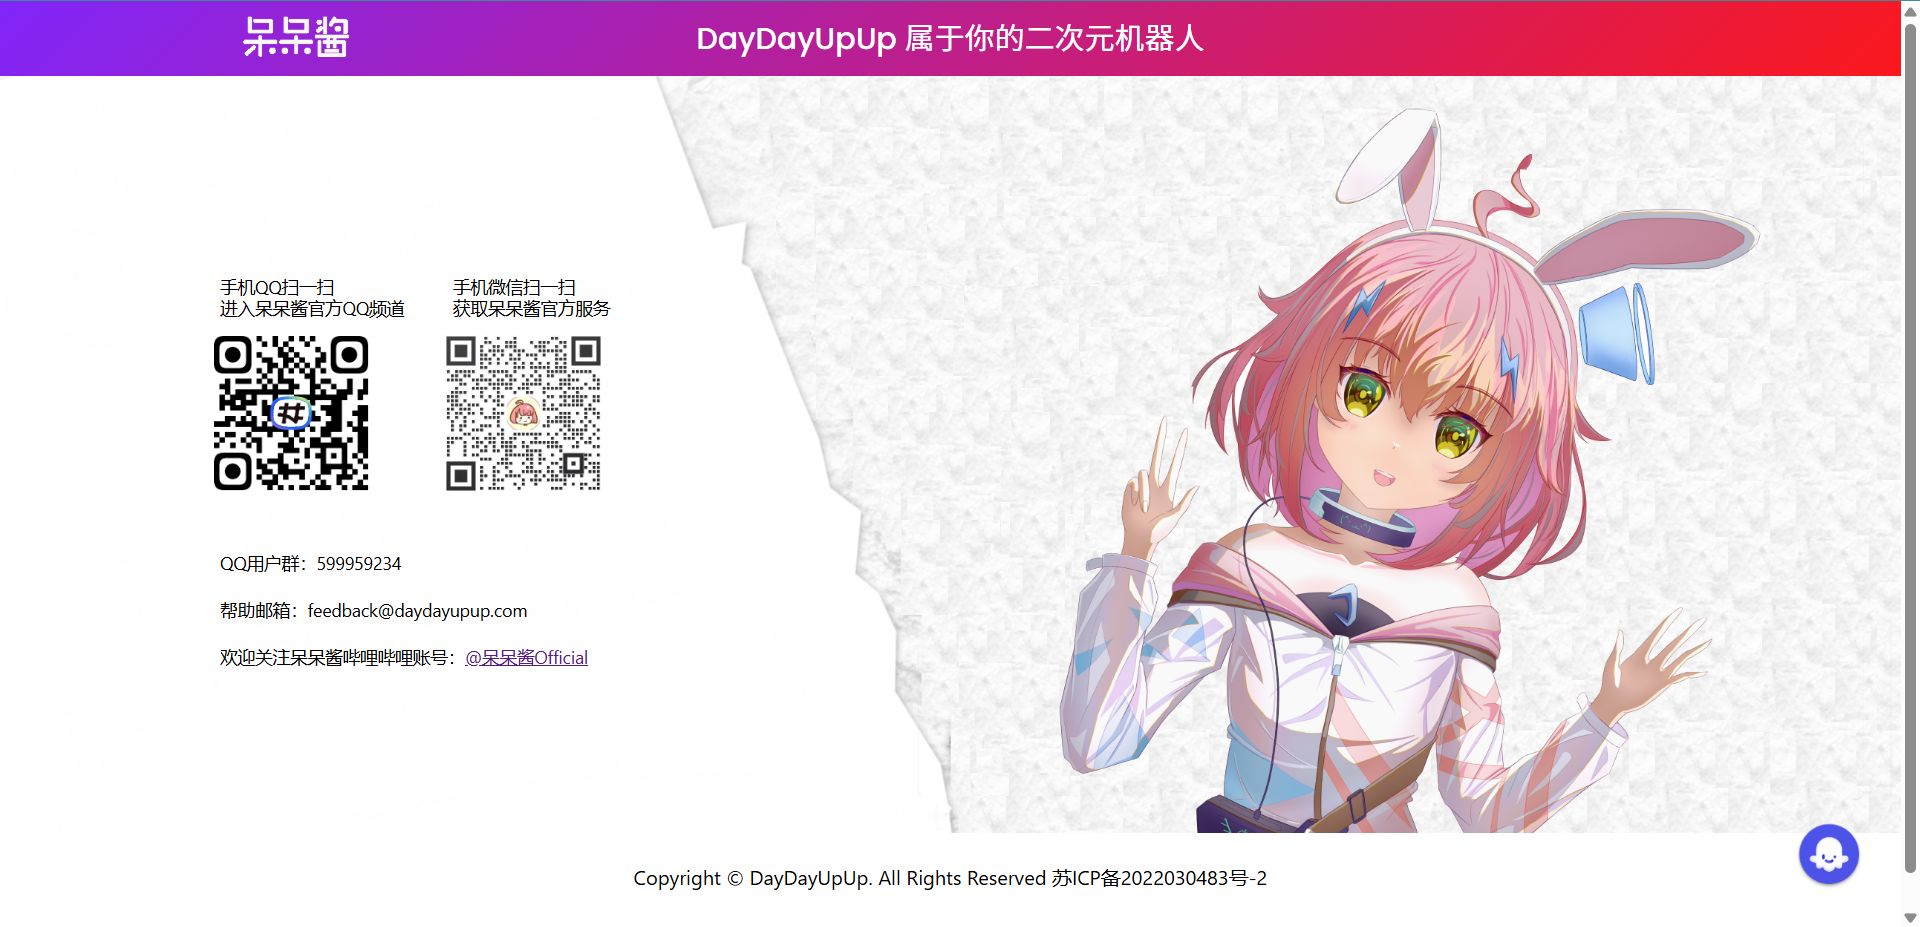 呆呆酱
DayDayUpUp 属于你的二次元机器人
手机QQ扫一扫
进入呆呆酱官方QQ频道
手机微信扫一扫
获取呆呆酱官方服务
QQ用户群：599959234
帮助邮箱：feedback@daydayupup.com
欢迎关注呆呆酱哔哩哔哩账号：@呆呆酱Official
Copyright © DayDayUpUp. All Rights Reserved 苏ICP备2022030483号-2